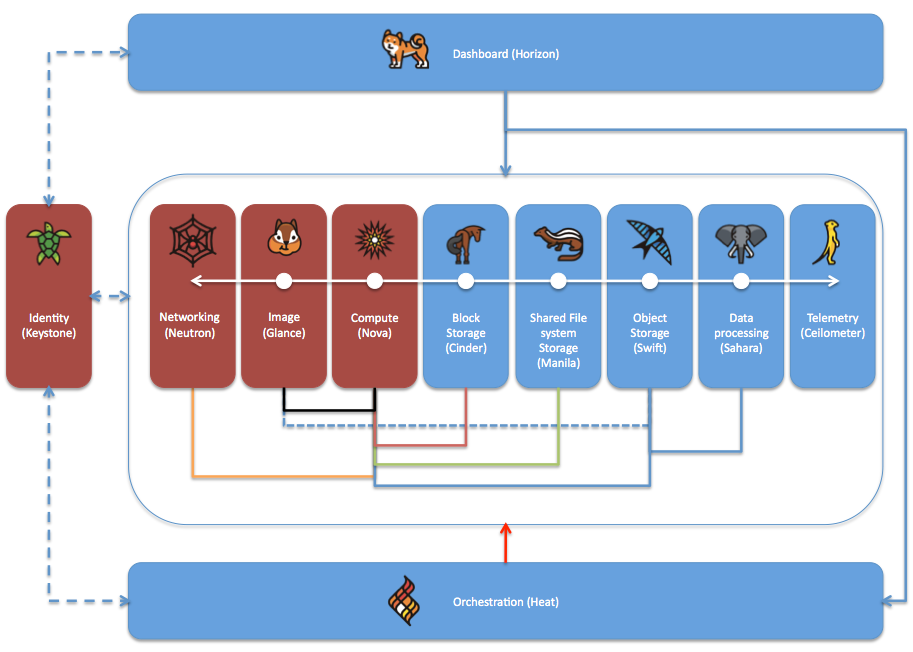 Dashboard (Horizon)
Identity
(Keystone)
Networking
(Neutron)
Image
(Glance)
Compute
(Nova)
Block
Storage
(Cinder)
Shared File
system
Storage
(Manila)
Object
Storage
(Swift)
Data
processing
(Sahara)
Telemetry
(Ceilometer)
Orchestration (Heat)